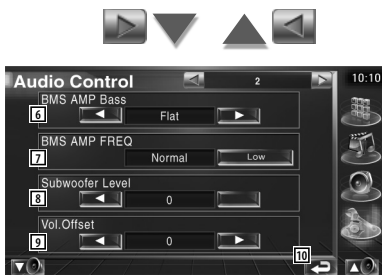 Audio Control 2 10:10
BMS AMP Bass
6 Flat
BMS AMP FREQ
7 Normal Low
Subwoofer Level
8 0
Vol.Offset
9 0
10